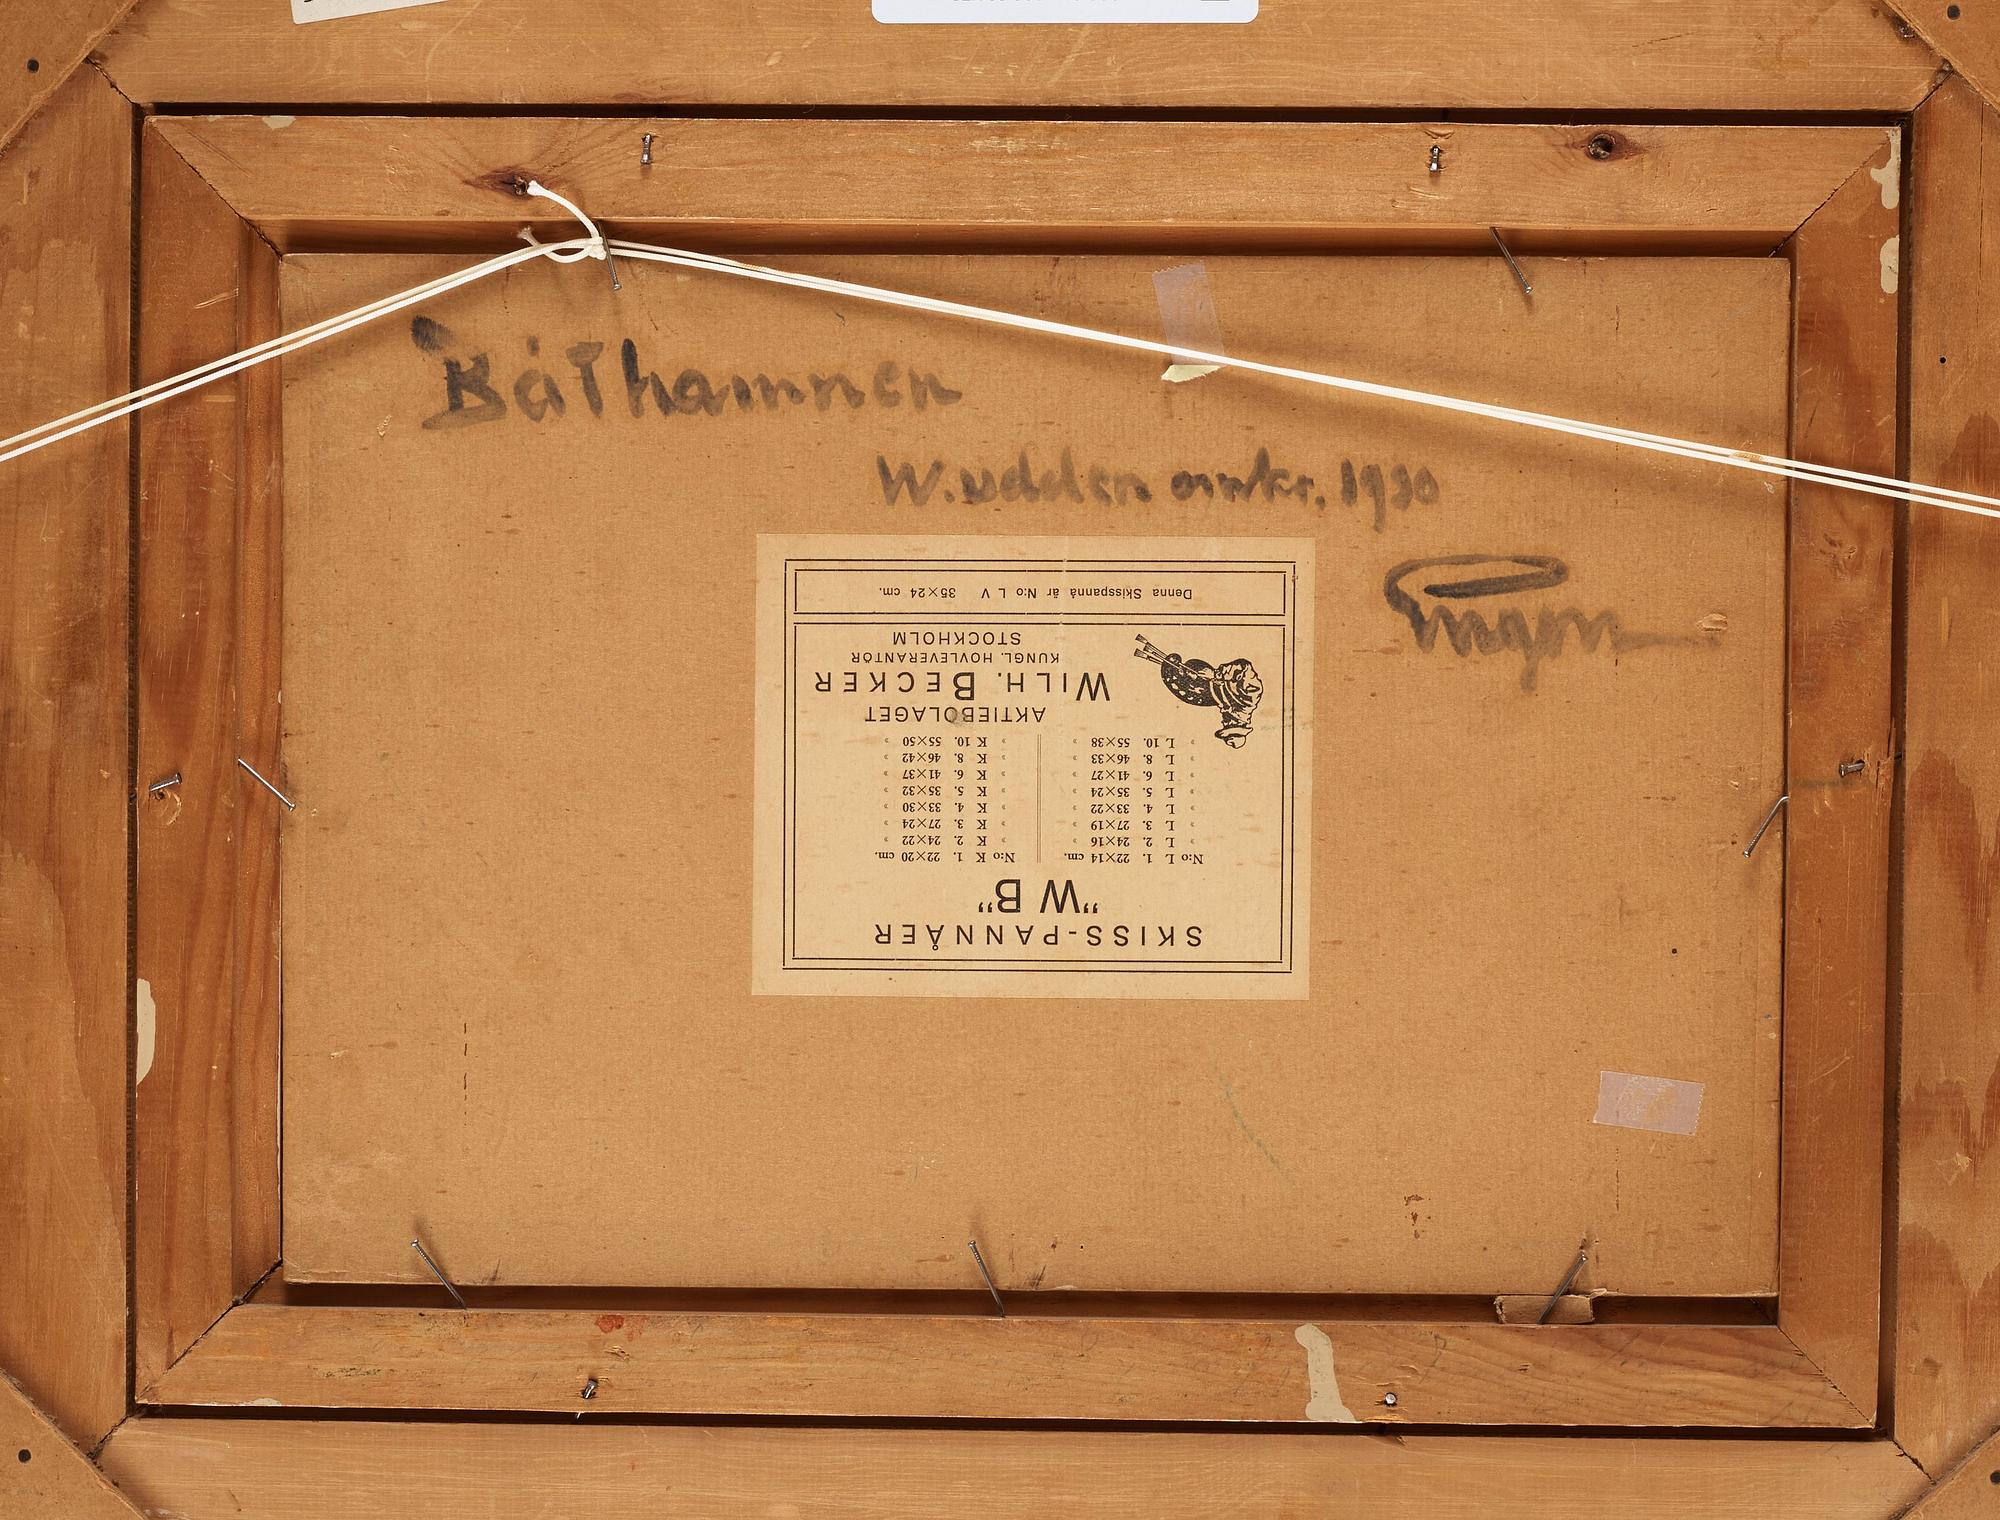 Båthamnen
W.udden omkr. 1930
SKISS-PANNÅER
”W B”
N:o L 1. 22×14 cm. N:o K 1. 22×20 cm.
» L 2. 24×16 » » K 2. 24×22 »
» L 3. 27×19 » » K 3. 27×24 »
» L 4. 33×22 » » K 4. 33×30 »
» L 5. 35×24 » » K 5. 35×32 »
» L 6. 41×27 » » K 6. 41×37 »
» L 8. 46×33 » » K 8. 46×42 »
» L 10. 55×38 » » K 10. 55×50 »
AKTIEBOLAGET
WILH. BECKER
KUNGL. HOVLEVERANTÖR
STOCKHOLM
Denna Skisspannå är N:o L V 35×24 cm.